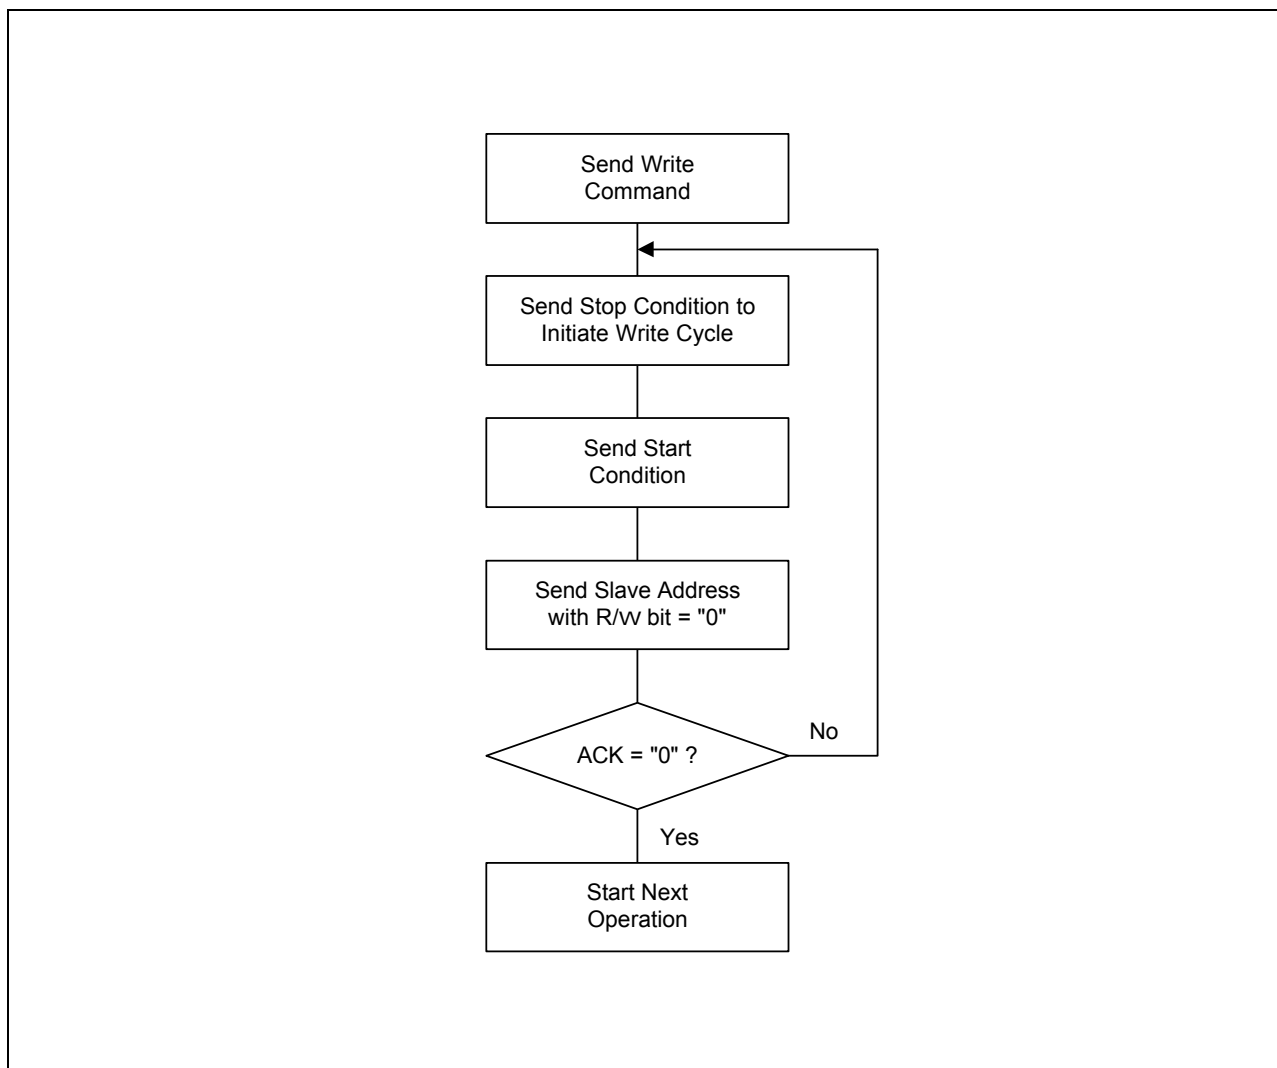 Send Write
Command
Send Stop Condition to
Initiate Write Cycle
Send Start
Condition
Send Slave Address
with R/W bit = "0"
ACK = "0" ?
No
Yes
Start Next
Operation